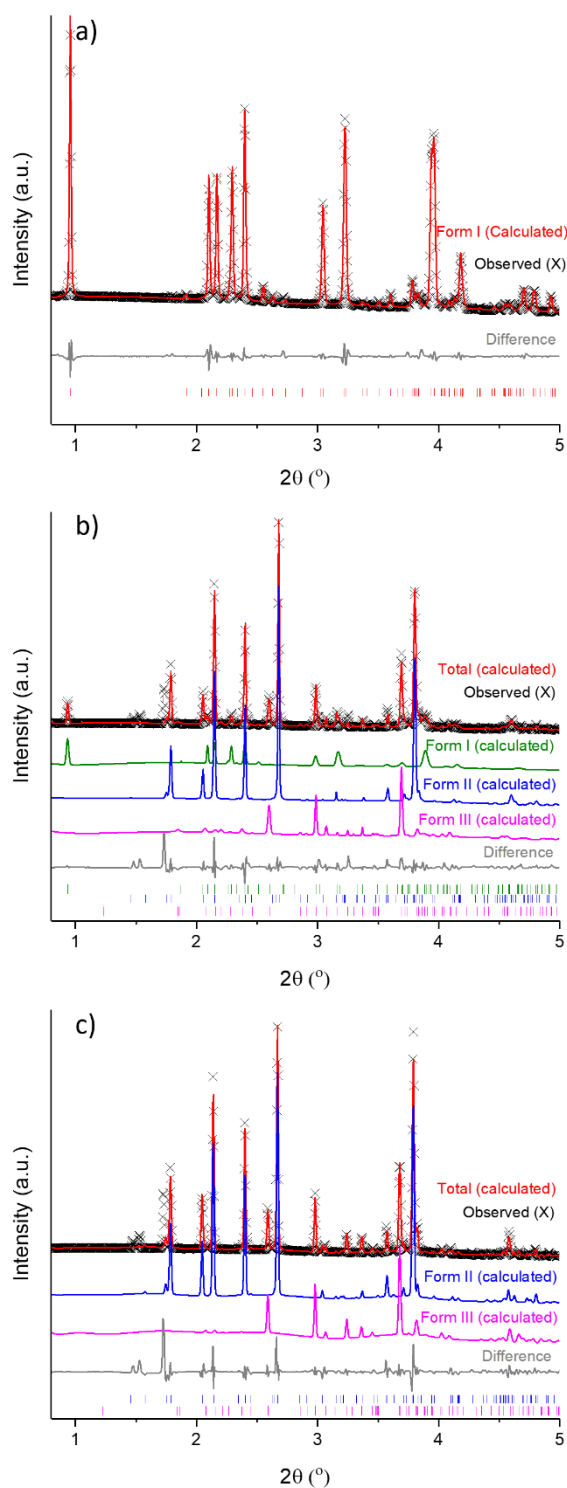 a)
Intensity (a.u.)
Form I (Calculated)
Observed (X)
Difference
1 2 3 4 5
2θ (°)
b)
Intensity (a.u.)
Total (calculated)
Observed (X)
Form I (calculated)
Form II (calculated)
Form III (calculated)
Difference
1 2 3 4 5
2θ (°)
c)
Intensity (a.u.)
Total (calculated)
Observed (X)
Form II (calculated)
Form III (calculated)
Difference
1 2 3 4 5
2θ (°)